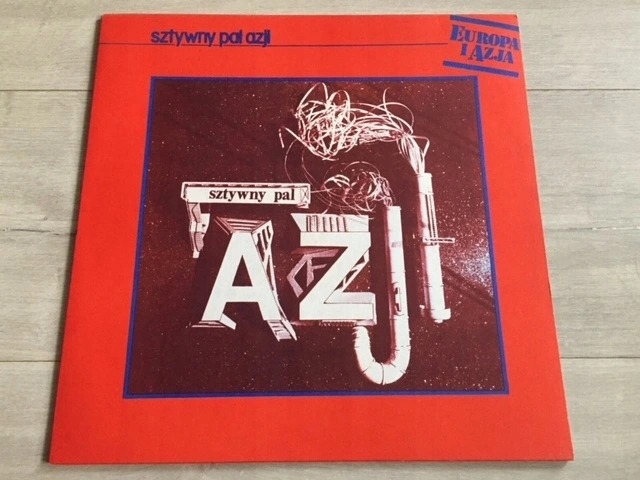 sztywny pal azji
EUROPA
I AZJA
sztywny pal
AZJI